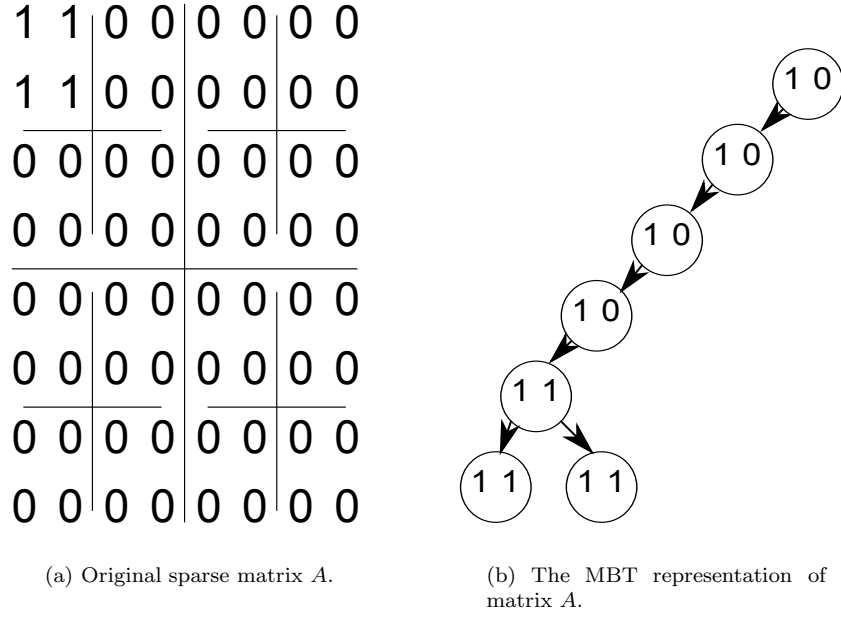 1 1 0 0 0 0 0 0
1 1 0 0 0 0 0 0
0 0 0 0 0 0 0 0
0 0 0 0 0 0 0 0
0 0 0 0 0 0 0 0
0 0 0 0 0 0 0 0
0 0 0 0 0 0 0 0
0 0 0 0 0 0 0 0
(a) Original sparse matrix A.
1 0
1 0
1 0
1 0
1 1
1 1
1 1
(b) The MBT representation of
matrix A.